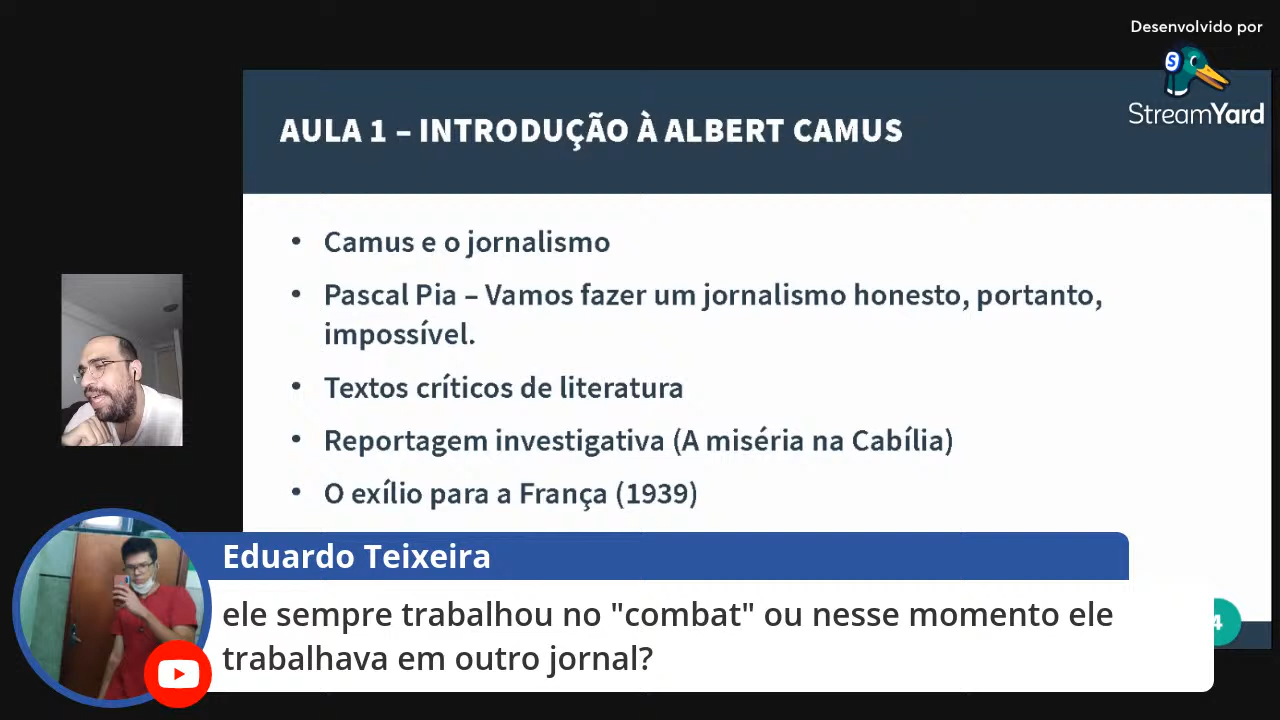 Desenvolvido por
S
StreamYard
AULA 1 – INTRODUÇÃO À ALBERT CAMUS
• Camus e o jornalismo
• Pascal Pia – Vamos fazer um jornalismo honesto, portanto,
impossível.
• Textos críticos de literatura
• Reportagem investigativa (A miséria na Cabília)
• O exílio para a França (1939)
4
Eduardo Teixeira
ele sempre trabalhou no "combat" ou nesse momento ele
trabalhava em outro jornal?